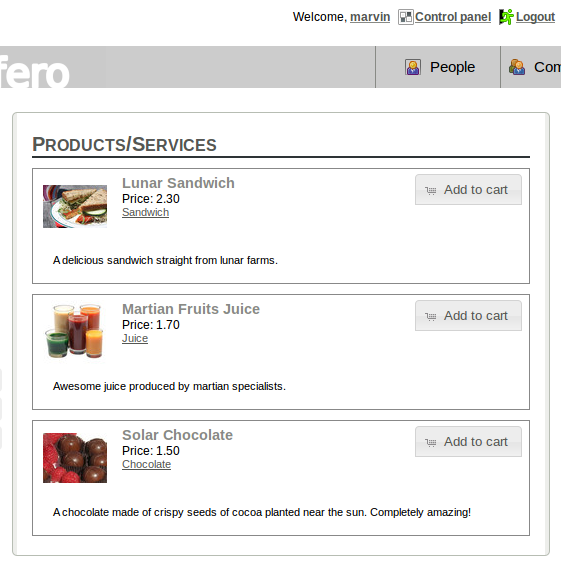 Welcome, marvin Control panel Logout
fero People Com
PRODUCTS/SERVICES
Lunar Sandwich
Add to cart
Price: 2.30
Sandwich
A delicious sandwich straight from lunar farms.
Martian Fruits Juice
Add to cart
Price: 1.70
Juice
Awesome juice produced by martian specialists.
Solar Chocolate
Add to cart
Price: 1.50
Chocolate
A chocolate made of crispy seeds of cocoa planted near the sun. Completely amazing!